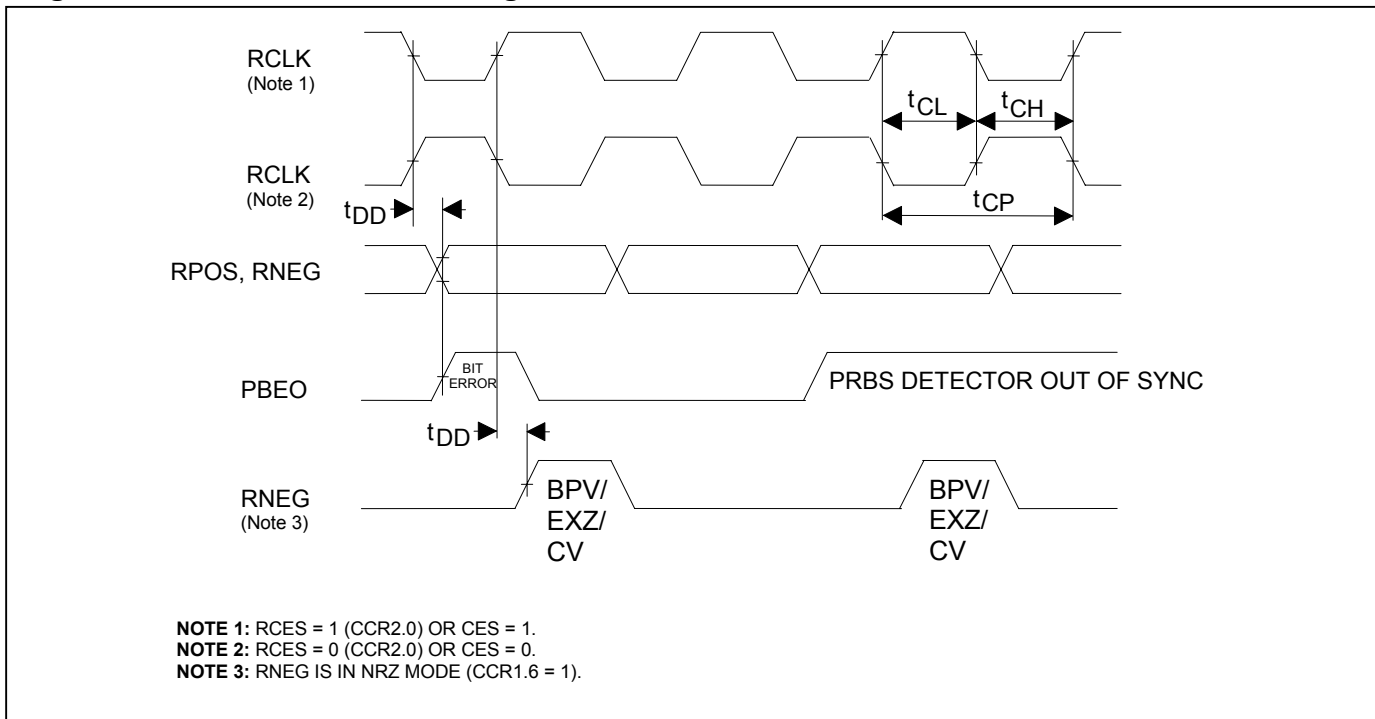 RCLK
(Note 1)
tCL
tCH
RCLK
(Note 2)
tDD
tCP
RPOS, RNEG
PBEO
BIT
ERROR
PRBS DETECTOR OUT OF SYNC
tDD
RNEG
(Note 3)
BPV/
EXZ/
CV
BPV/
EXZ/
CV
NOTE 1: RCES = 1 (CCR2.0) OR CES = 1.
NOTE 2: RCES = 0 (CCR2.0) OR CES = 0.
NOTE 3: RNEG IS IN NRZ MODE (CCR1.6 = 1).